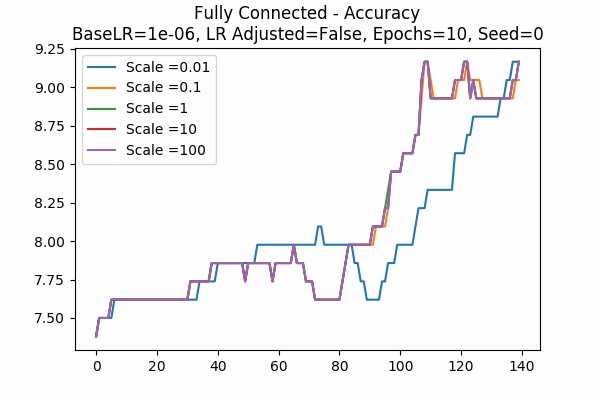 Fully Connected - Accuracy
BaseLR=1e-06, LR Adjusted=False, Epochs=10, Seed=0
9.25
9.00
8.75
8.50
8.25
8.00
7.75
7.50
Scale =0.01
Scale =0.1
Scale =1
Scale =10
Scale =100
0 20 40 60 80 100 120 140